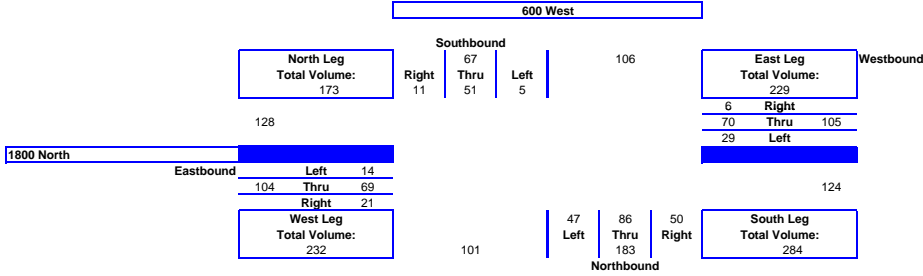 600 West
Southbound
North Leg 67 106 East Leg Westbound
Total Volume: Right Thru Left Total Volume:
173 11 51 5 229
6 Right
128 70 Thru 105
29 Left
1800 North
Eastbound Left 14
104 Thru 69 124
Right 21
West Leg 47 86 50 South Leg
Total Volume: Left Thru Right Total Volume:
232 101 183 284
Northbound